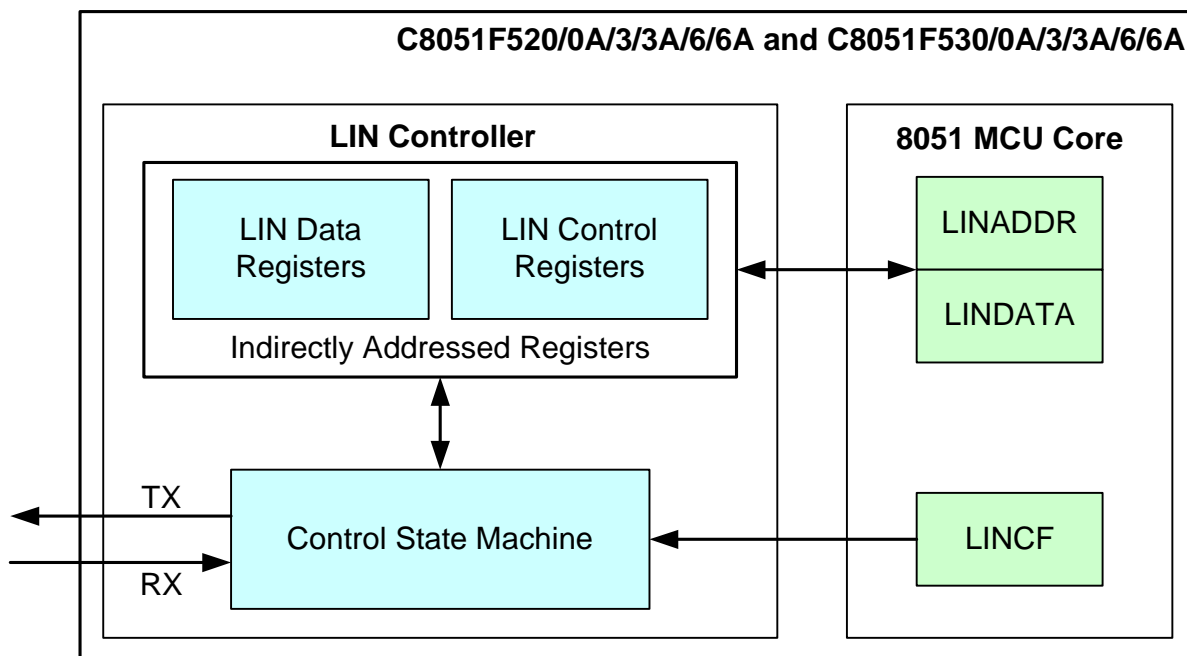 C8051F520/0A/3/3A/6/6A and C8051F530/0A/3/3A/6/6A
LIN Controller
8051 MCU Core
LIN Data
Registers
LIN Control
Registers
Indirectly Addressed Registers
LINADDR
LINDATA
TX
RX
Control State Machine
LINCF